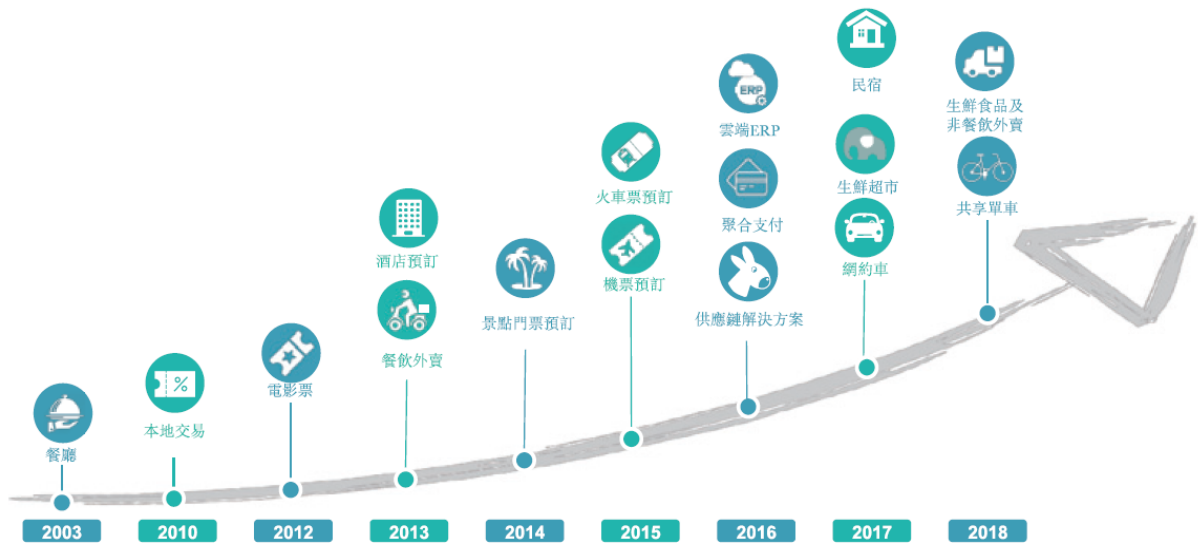 餐廳
2003
本地交易
%
2010
電影票
2012
酒店預訂
餐飲外賣
2013
景點門票預訂
2014
火車票預訂
機票預訂
2015
ERP
雲端ERP
聚合支付
供應鏈解決方案
2016
民宿
生鮮超市
網約車
2017
生鮮食品及
非餐飲外賣
共享單車
2018